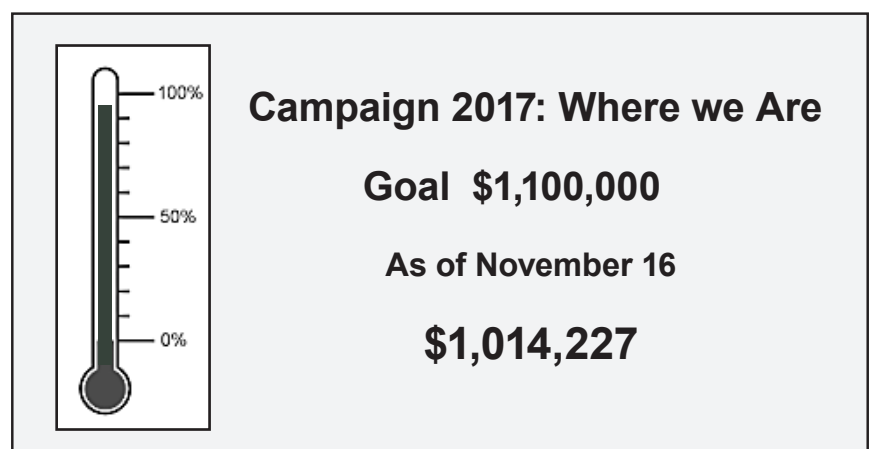 100%
50%
0%
Campaign 2017: Where we Are
Goal $1,100,000
As of November 16
$1,014,227